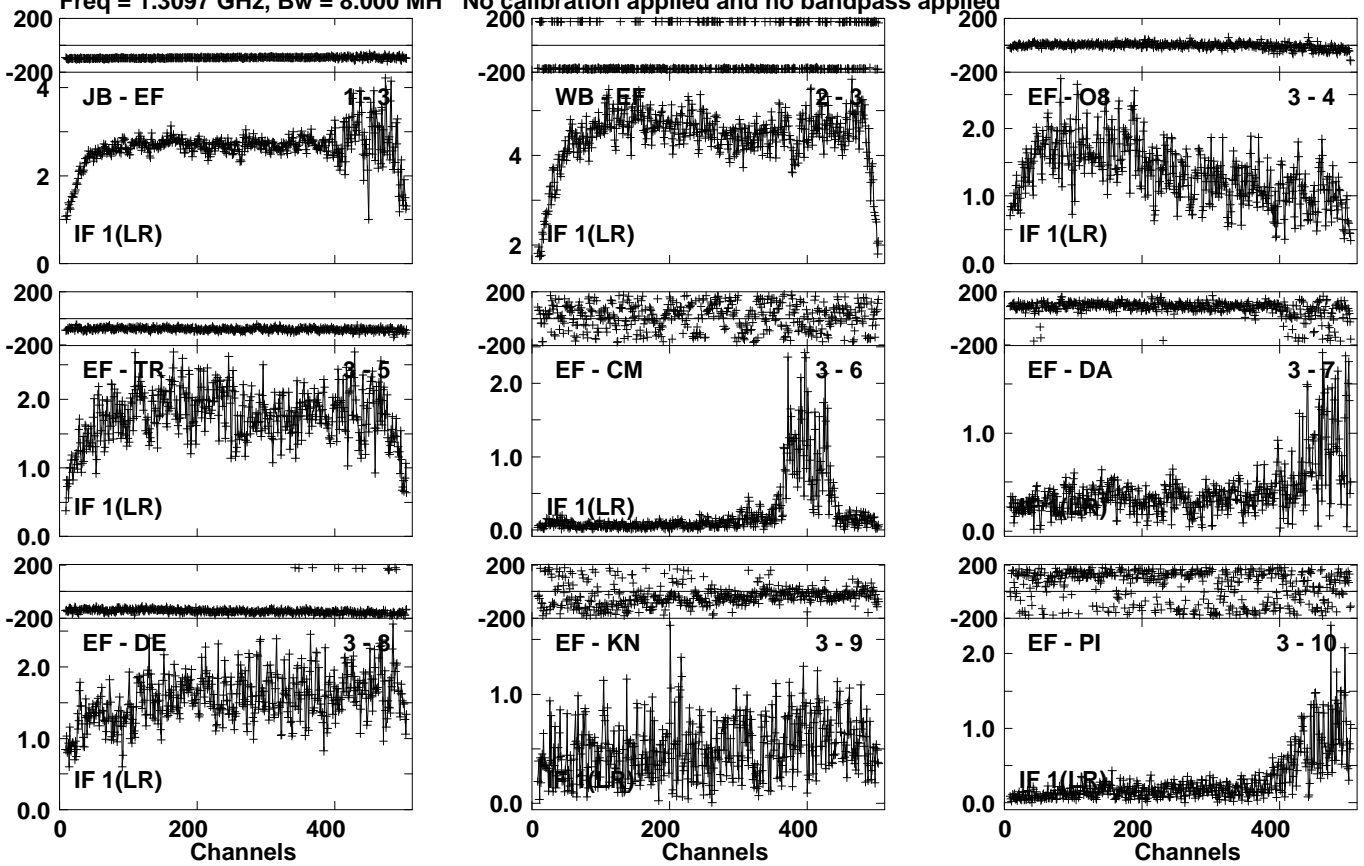 Freq = 1.3097 GHz, Bw = 8.000 MH No calibration applied and no bandpass applied
200 200 200
-200 -200 -200
4 JB - EF 1 - 3 WB - EF 2 - 3 EF - O8 3 - 4
2.0
4
2
1.0
IF 1(LR) IF 1(LR) IF 1(LR)
2
0 0.0
200 200 200
-200 -200 -200
EF - TR 3 - 5 EF - CM 3 - 6 EF - DA 3 - 7
2.0 2.0
1.0 1.0 1.0
IF 1(LR) IF 1(LR) IF 1(LR)
0.0 0.0 0.0
200 200 200
-200 -200 -200
EF - DE 3 - 8 EF - KN 3 - 9 EF - PI 3 - 10
2.0 2.0
1.0 1.0 1.0
IF 1(LR) IF 1(LR) IF 1(LR)
0.0 0.0 0.0
0 200 400 0 200 400 0 200 400
Channels Channels Channels